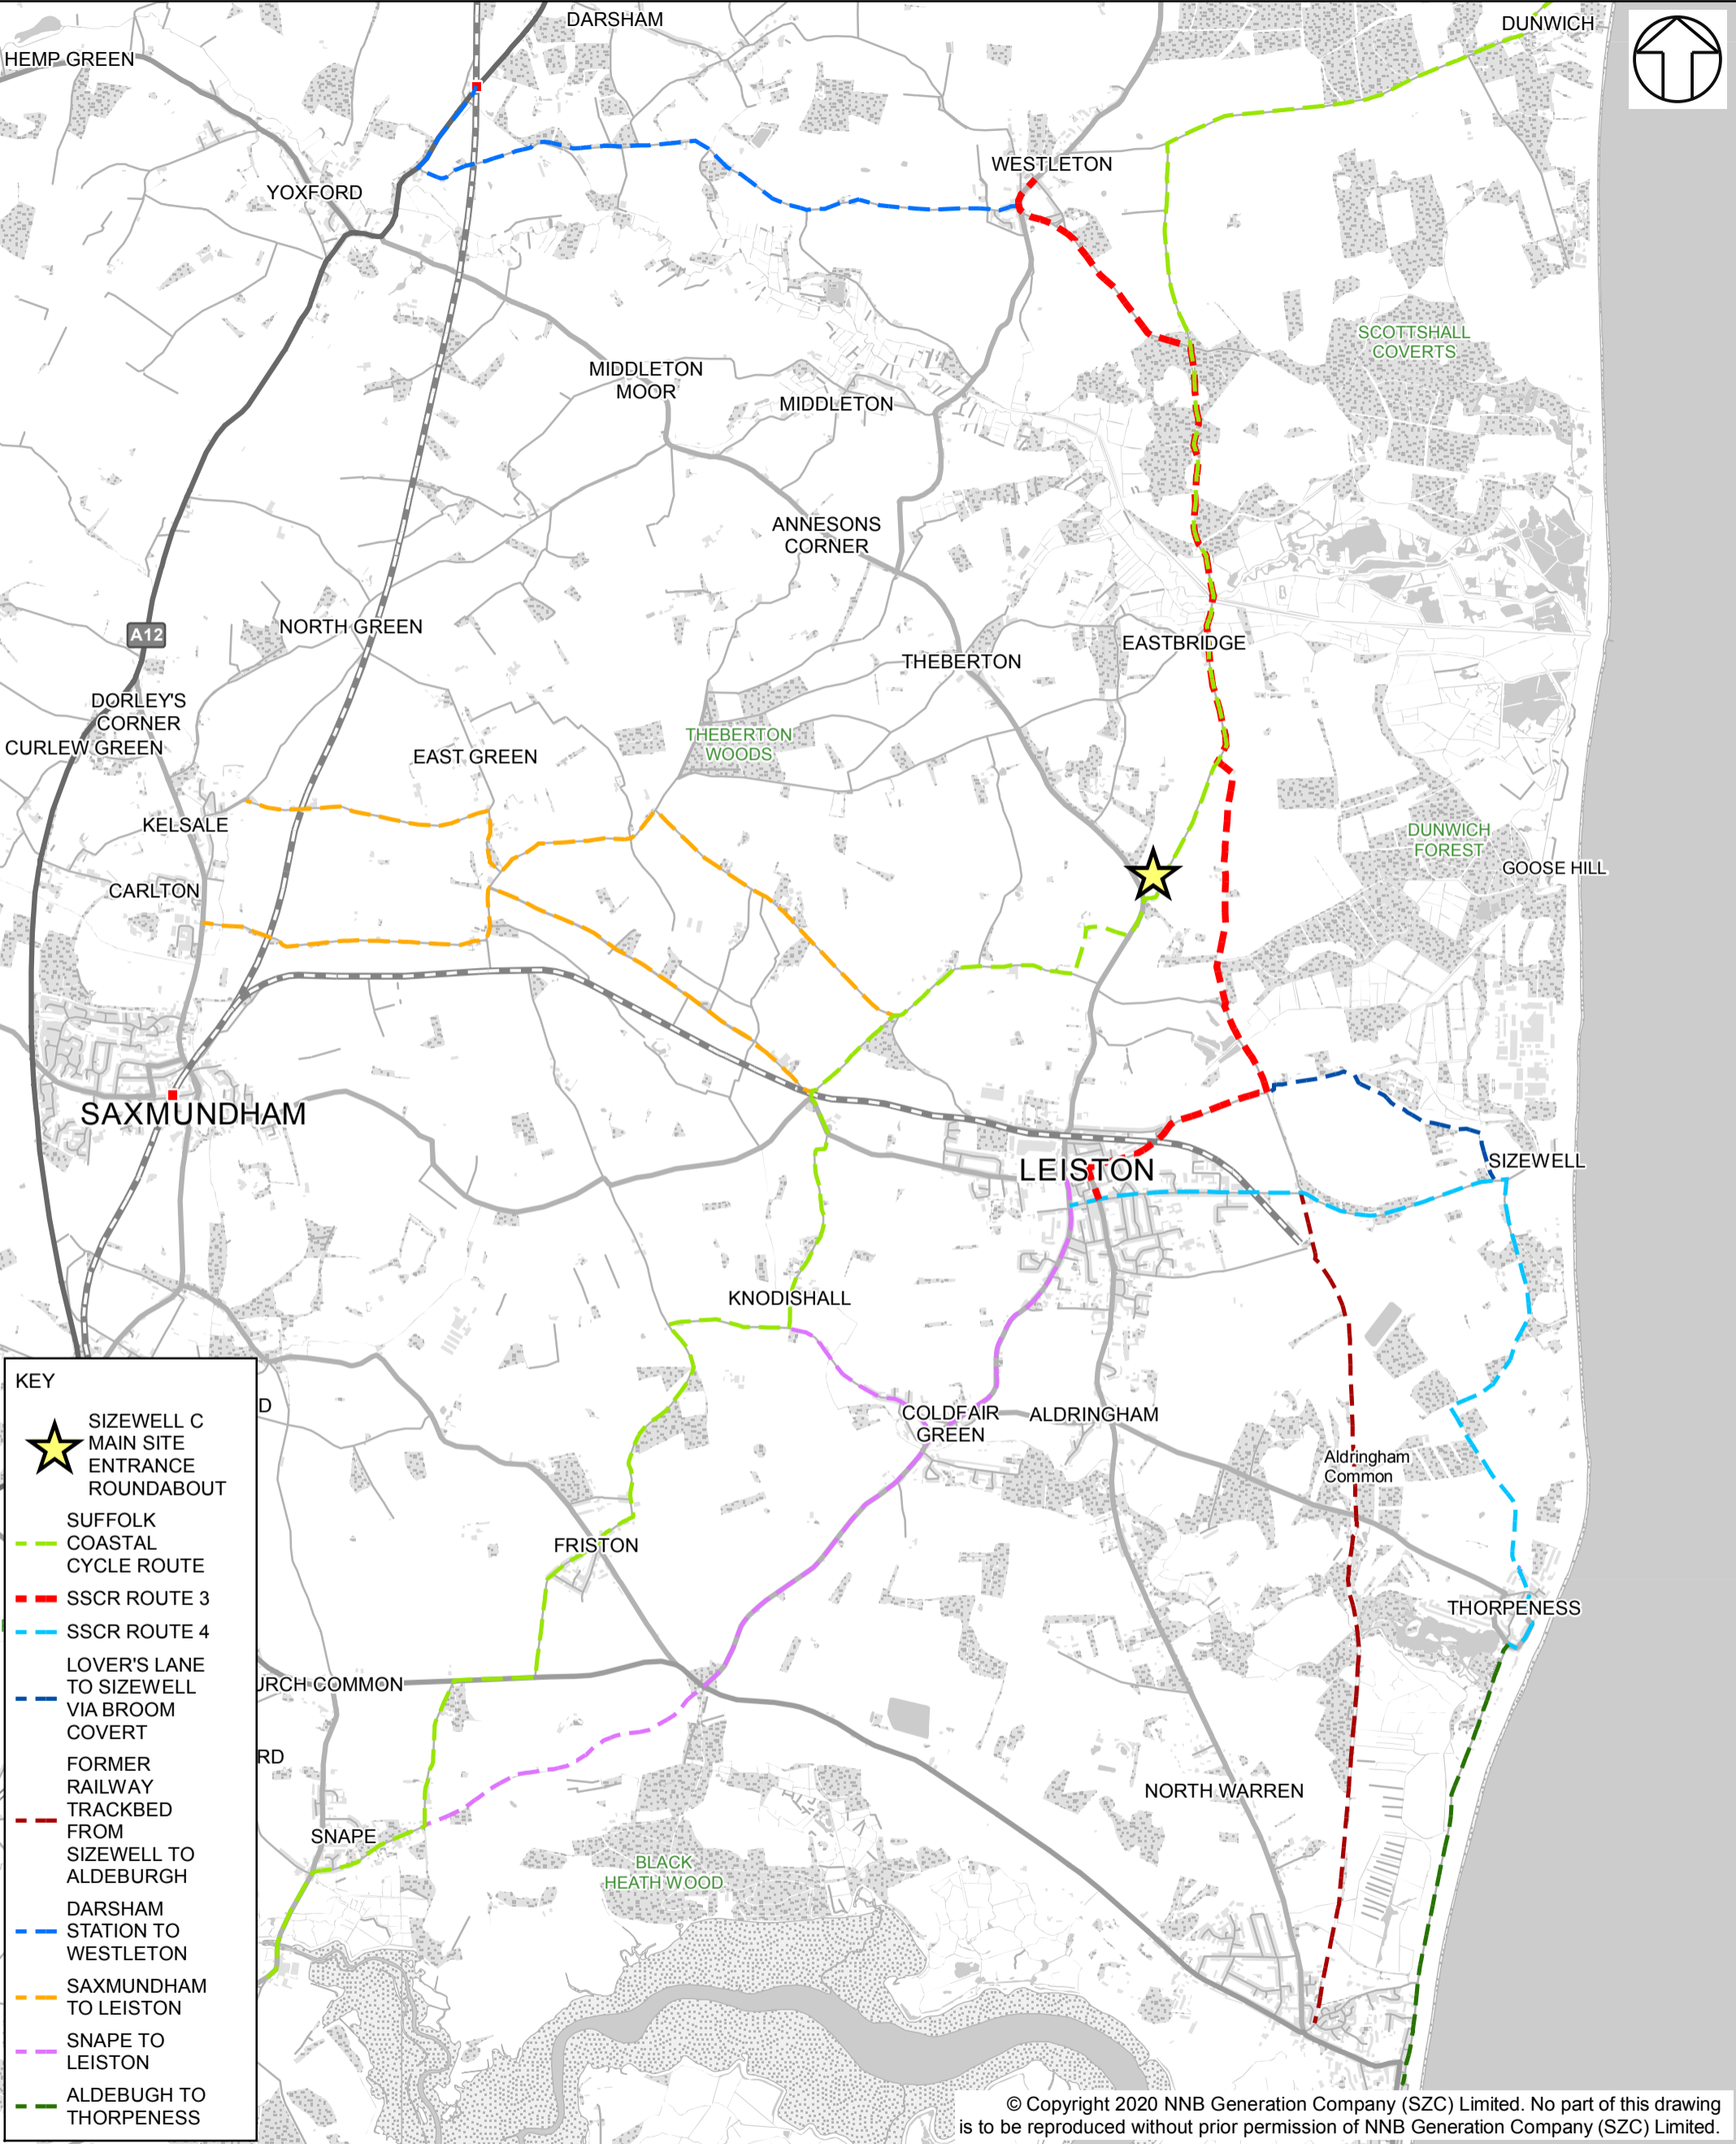 DARSHAM
DUNWICH
HEMP GREEN
WESTLETON
YOXFORD
SCOTTSHALL
COVERTS
MIDDLETON
MOOR
MIDDLETON
ANNESONS
CORNER
A12
NORTH GREEN
EASTBRIDGE
THEBERTON
DORLEY'S
CORNER
CURLEW GREEN
THEBERTON
WOODS
EAST GREEN
KELSALE
DUNWICH
FOREST
GOOSE HILL
CARLTON
SAXMUNDHAM
LEISTON
SIZEWELL
KNODISHALL
COLDFAIR
GREEN
ALDRINGHAM
Aldringham
Common
FRISTON
THORPENESS
URCH COMMON
D
RD
NORTH WARREN
SNAPE
BLACK
HEATH WOOD
KEY
SIZEWELL C
MAIN SITE
ENTRANCE
ROUNDABOUT
SUFFOLK
COASTAL
CYCLE ROUTE
SSCR ROUTE 3
SSCR ROUTE 4
LOVER'S LANE
TO SIZEWELL
VIA BROOM
COVERT
FORMER
RAILWAY
TRACKBED
FROM
SIZEWELL TO
ALDEBURGH
DARSHAM
STATION TO
WESTLETON
SAXMUNDHAM
TO LEISTON
SNAPE TO
LEISTON
ALDEBUGH TO
THORPENESS
© Copyright 2020 NNB Generation Company (SZC) Limited. No part of this drawing
is to be reproduced without prior permission of NNB Generation Company (SZC) Limited.